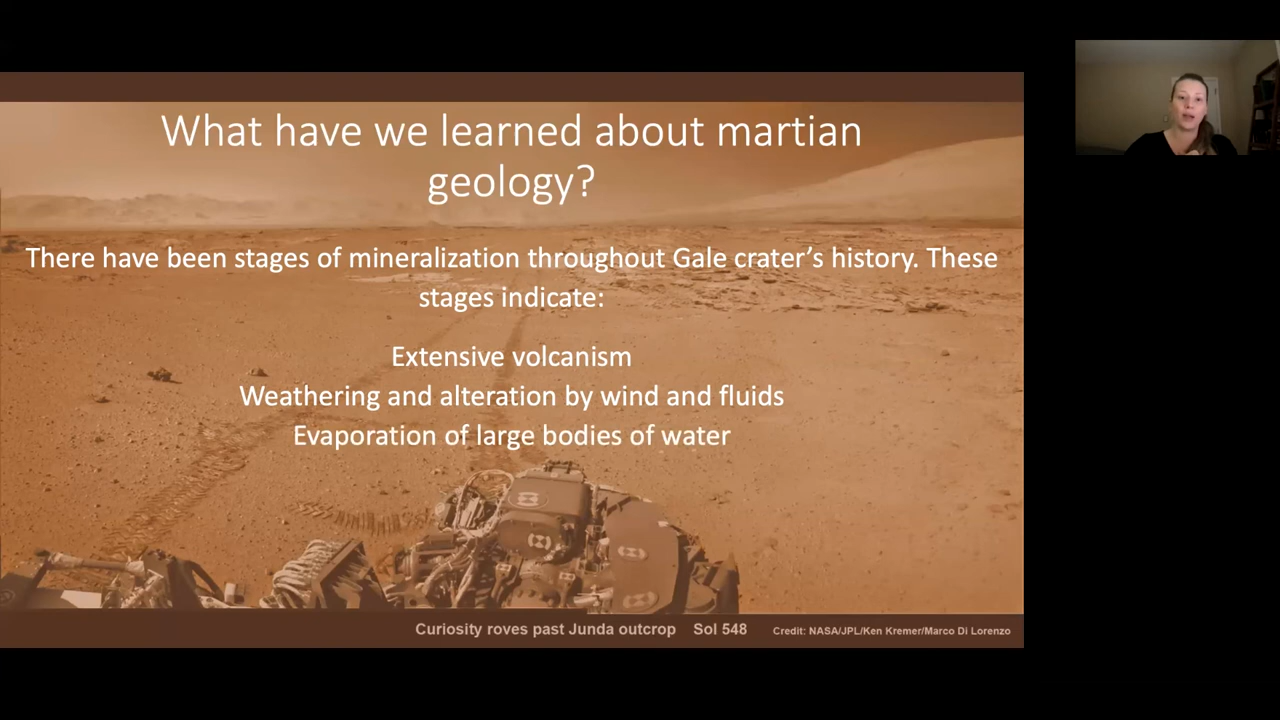 What have we learned about martian
geology?
There have been stages of mineralization throughout Gale crater’s history. These
stages indicate:
Extensive volcanism
Weathering and alteration by wind and fluids
Evaporation of large bodies of water
Curiosity roves past Junda outcrop Sol 548 Credit: NASA/JPL/Ken Kremer/Marco Di Lorenzo